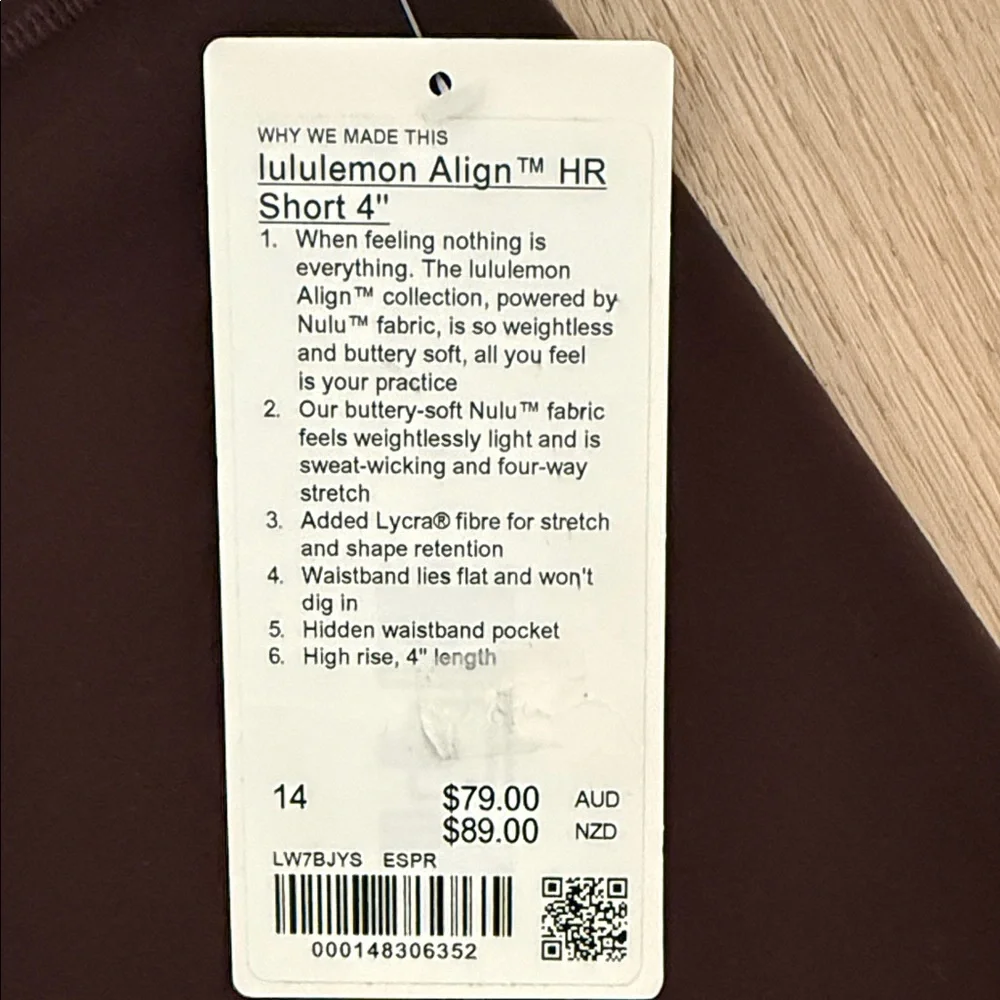 WHY WE MADE THIS
lululemon Align™ HR
Short 4"
1. When feeling nothing is
everything. The lululemon
Align™ collection, powered by
Nulu™ fabric, is so weightless
and buttery soft, all you feel
is your practice
2. Our buttery-soft Nulu™ fabric
feels weightlessly light and is
sweat-wicking and four-way
stretch
3. Added Lycra® fibre for stretch
and shape retention
4. Waistband lies flat and won't
dig in
5. Hidden waistband pocket
6. High rise, 4" length
14 $79.00 AUD
$89.00 NZD
LW7BJYS ESPR
000148306352